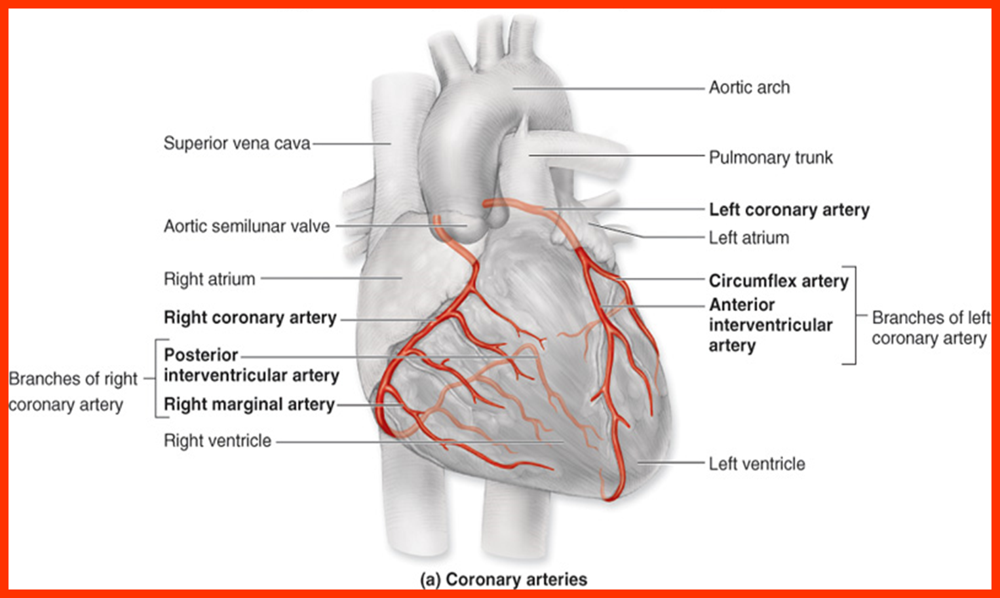 Aortic arch
Superior vena cava
Pulmonary trunk
Left coronary artery
Aortic semilunar valve
Left atrium
Right atrium
Circumflex artery
Anterior
interventricular
artery
Branches of left
coronary artery
Right coronary artery
Posterior
interventricular artery
Branches of right
coronary artery
Right marginal artery
Right ventricle
Left ventricle
(a) Coronary arteries